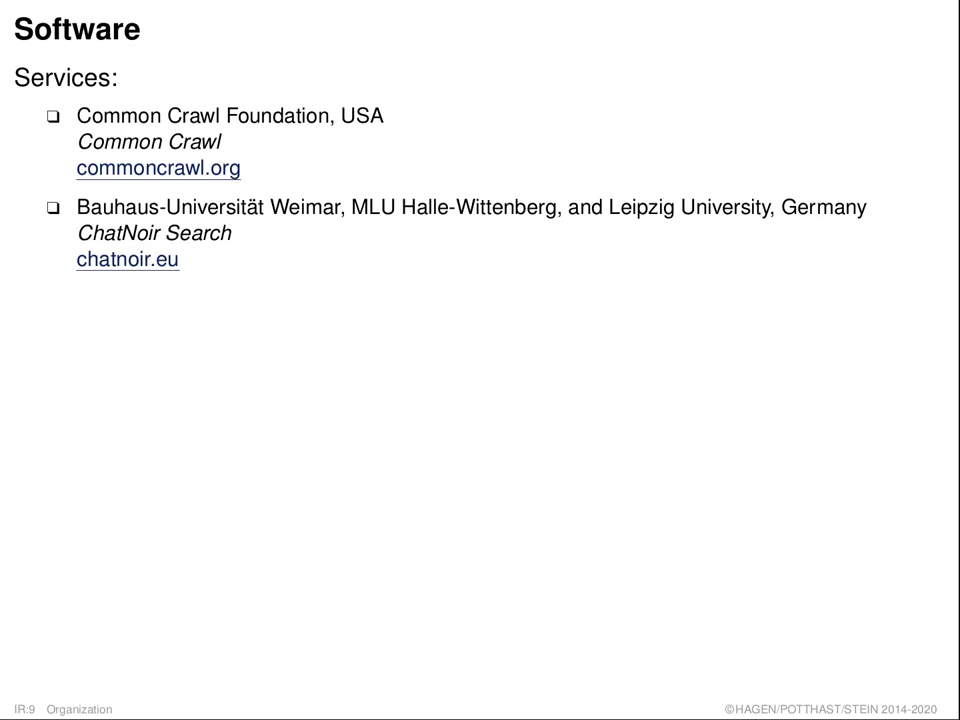 Software
Services:
❑ Common Crawl Foundation, USA
Common Crawl
commoncrawl.org
❑ Bauhaus-Universität Weimar, MLU Halle-Wittenberg, and Leipzig University, Germany
ChatNoir Search
chatnoir.eu
IR:9 Organization ©HAGEN/POTTHAST/STEIN 2014-2020